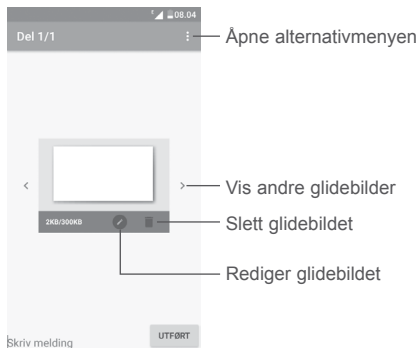 08.04
Del 1/1
Åpne alternativmenyen
Vis andre glidebilder
2KB/300KB
Slett glidebildet
Rediger glidebildet
UTFØRT
Skriv melding